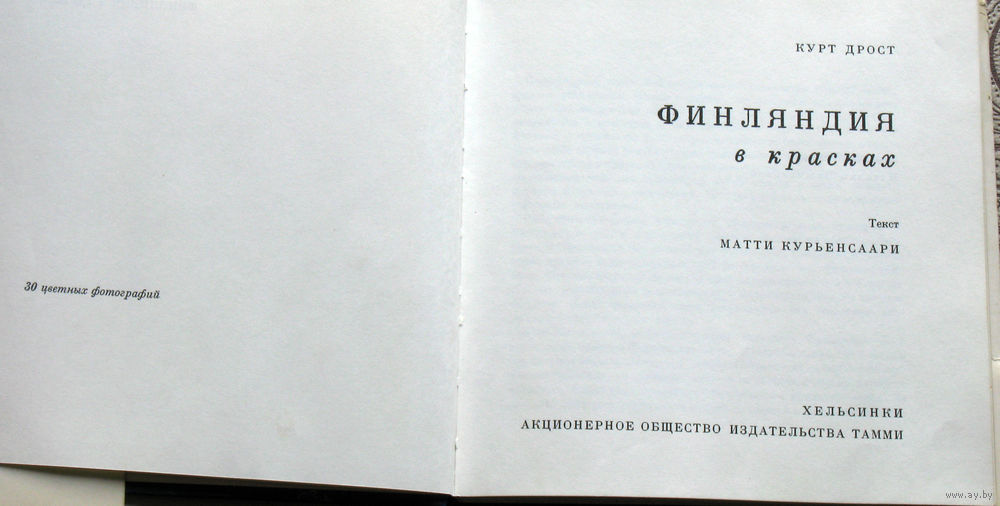 30 цветных фотографий
КУРТ ДРОСТ
ФИНЛЯНДИЯ
в красках
Текст
МАТТИ КУРЬЕНСААРИ
ХЕЛЬСИНКИ
АКЦИОНЕРНОЕ ОБЩЕСТВО ИЗДАТЕЛЬСТВА ТАММИ
www.ay.by